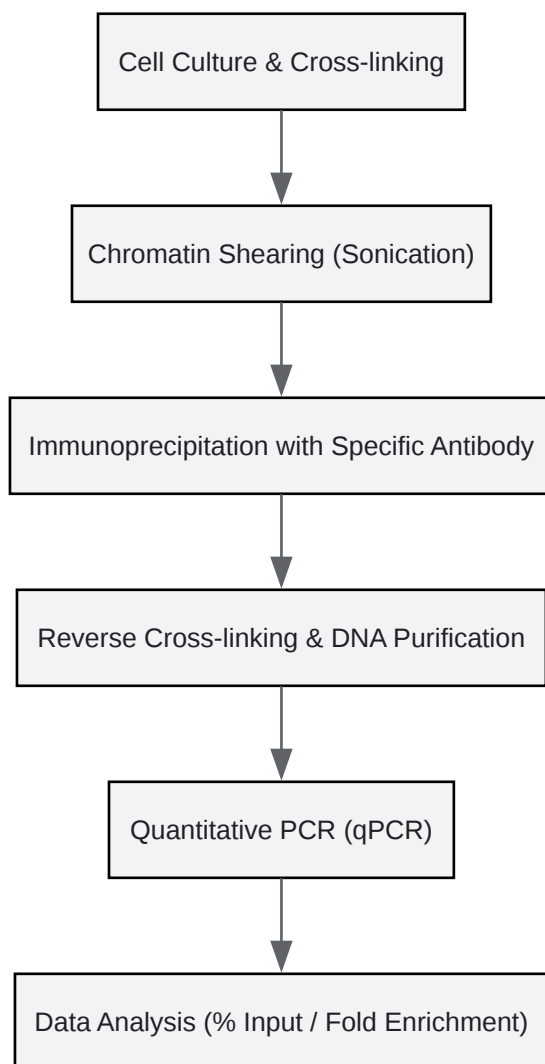 Cell Culture & Cross-linking
Chromatin Shearing (Sonication)
Immunoprecipitation with Specific Antibody
Reverse Cross-linking & DNA Purification
Quantitative PCR (qPCR)
Data Analysis (% Input / Fold Enrichment)